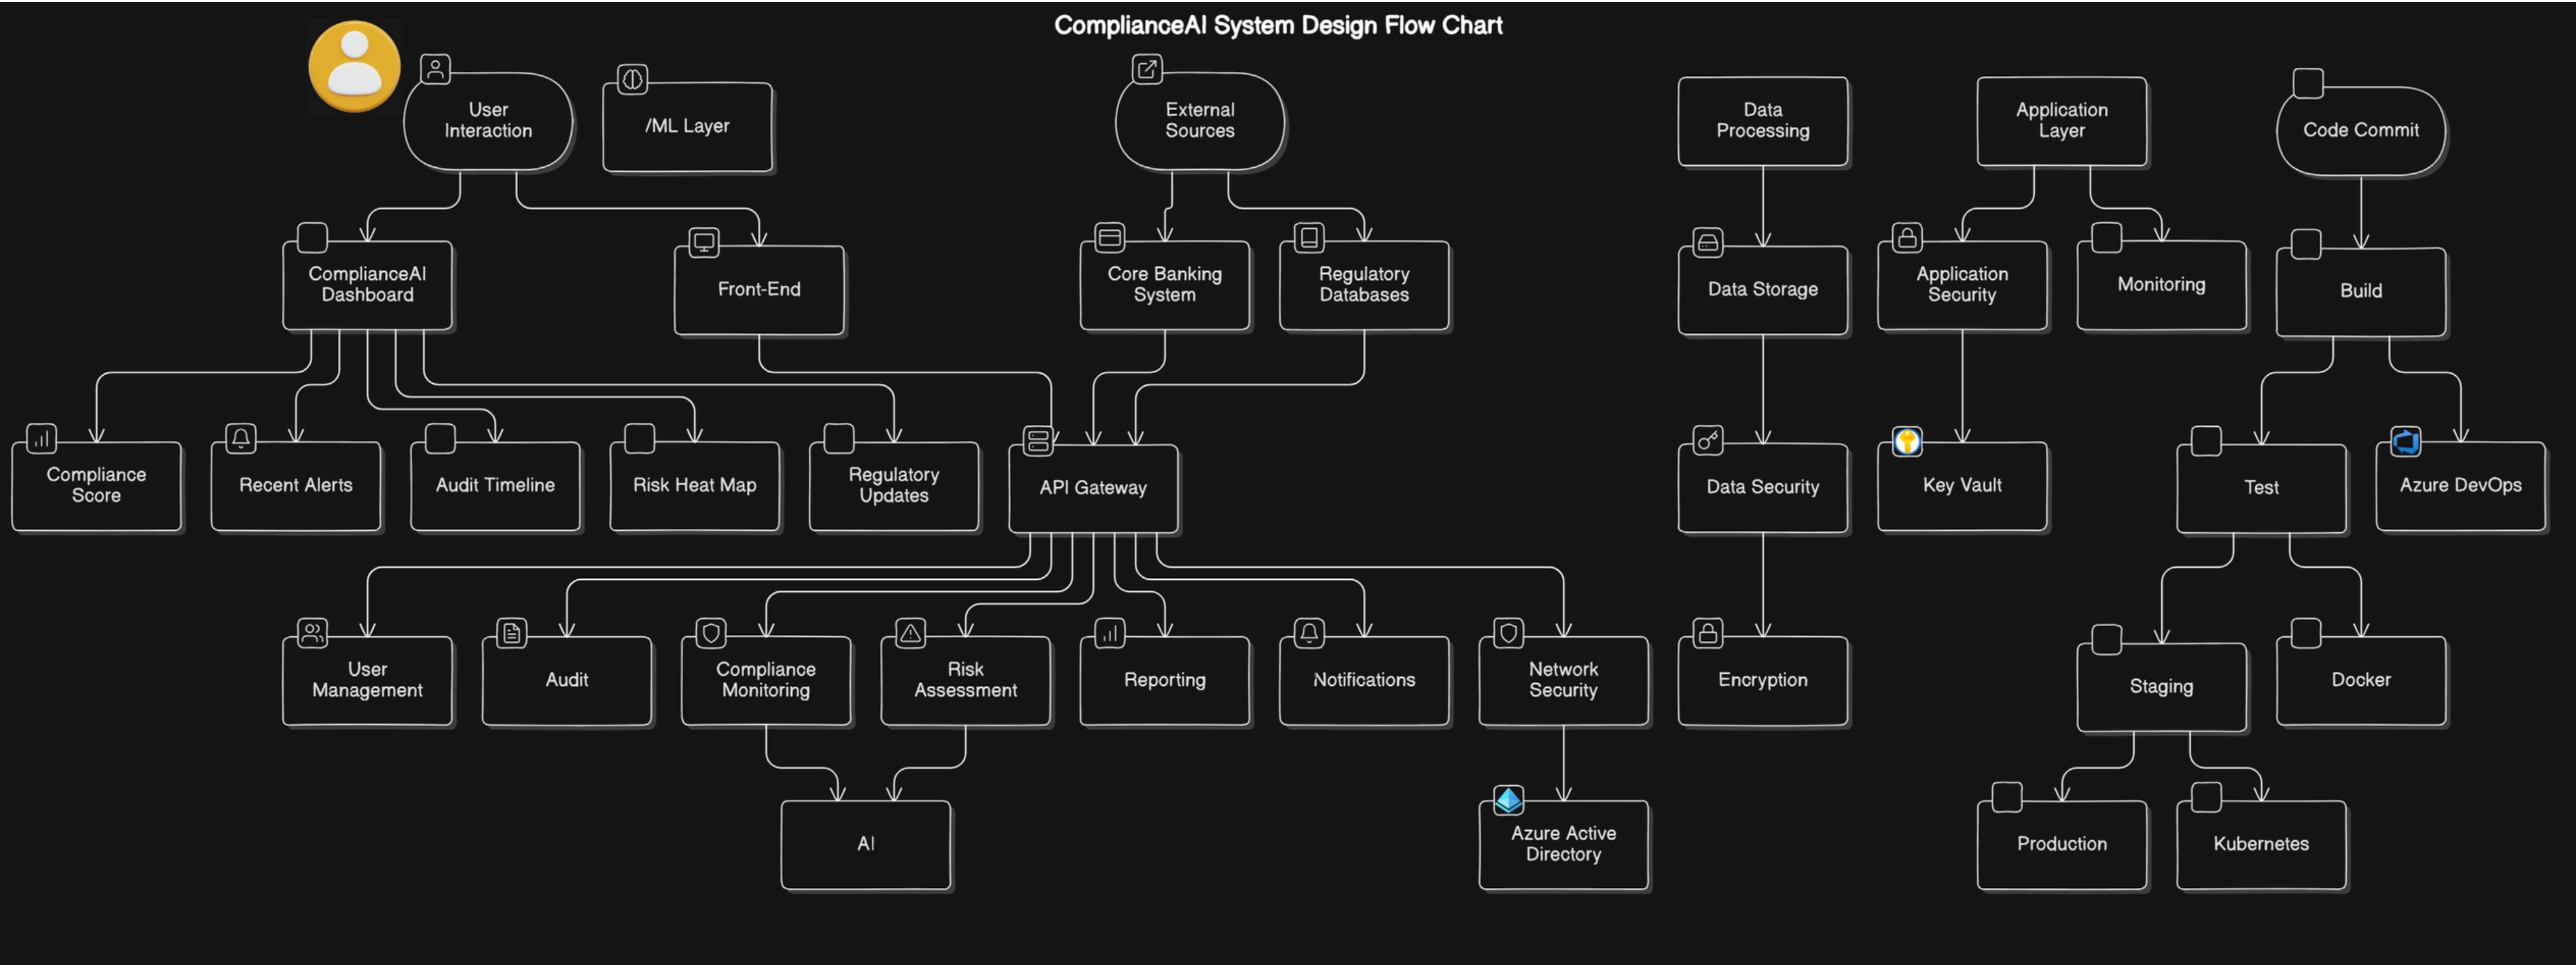 ComplianceAI System Design Flow Chart
User
Interaction
/ML Layer
External
Sources
Data
Processing
Application
Layer
Code Commit
ComplianceAI
Dashboard
Front-End
Core Banking
System
Regulatory
Databases
Data Storage
Application
Security
Monitoring
Build
Compliance
Score
Recent Alerts
Audit Timeline
Risk Heat Map
Regulatory
Updates
API Gateway
Data Security
Key Vault
Test
Azure DevOps
User
Management
Audit
Compliance
Monitoring
Risk
Assessment
Reporting
Notifications
Network
Security
Encryption
Staging
Docker
AI
Azure Active
Directory
Production
Kubernetes